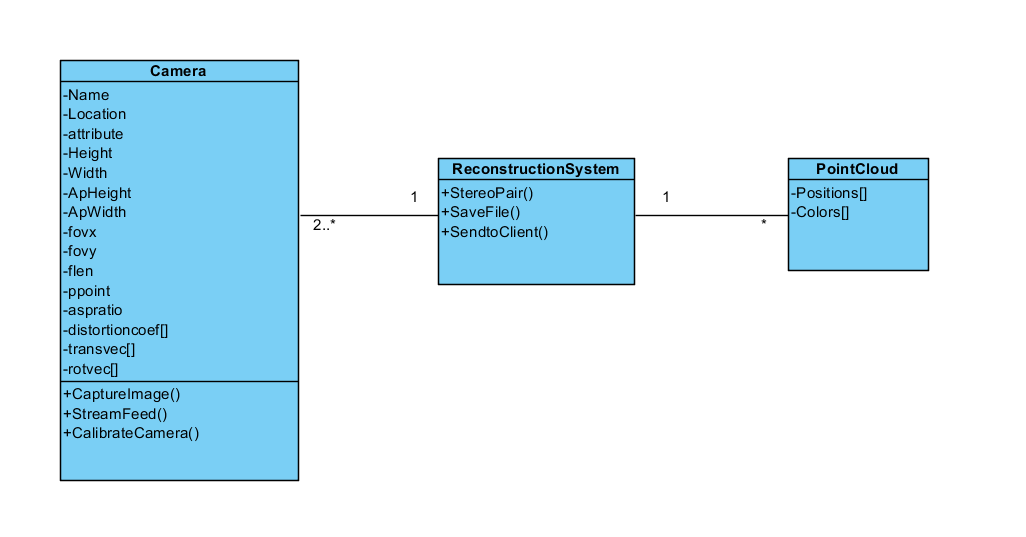 Camera
-Name
-Location
-attribute
-Height
-Width
-ApHeight
-ApWidth
-fovx
-fovy
-flen
-ppoint
-aspratio
-distortioncoef[]
-transvec[]
-rotvec[]
+CaptureImage()
+StreamFeed()
+CalibrateCamera()
2..*
1
ReconstructionSystem
+StereoPair()
+SaveFile()
+SendtoClient()
1
*
PointCloud
-Positions[]
-Colors[]